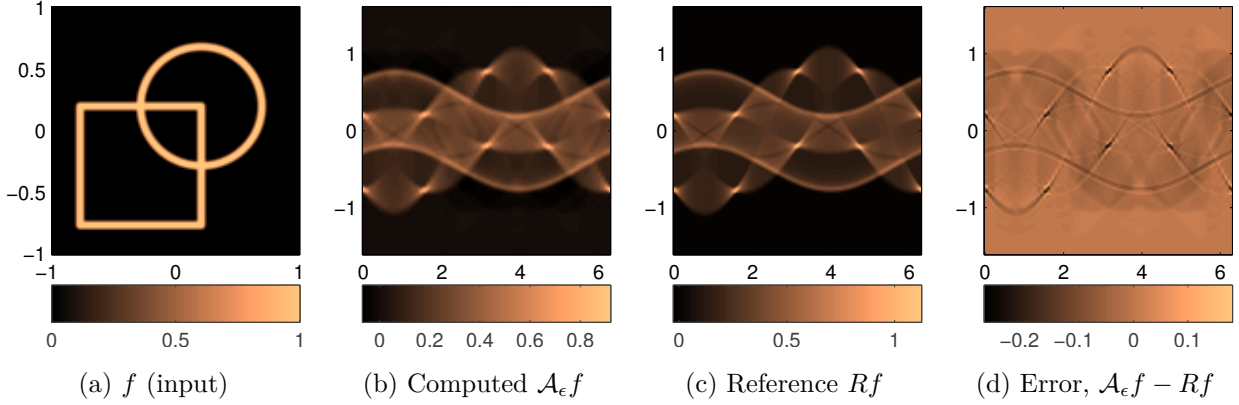 1
0.5
0
−0.5
−1
−1 0 1
0 0.5 1
(a) f (input)
1
0
−1
0 2 4 6
0 0.2 0.4 0.6 0.8
(b) Computed 𝒜ϵf
1
0
−1
0 2 4 6
0 0.5 1
(c) Reference Rf
1
0
−1
0 2 4 6
−0.2 −0.1 0 0.1
(d) Error, 𝒜ϵf − Rf